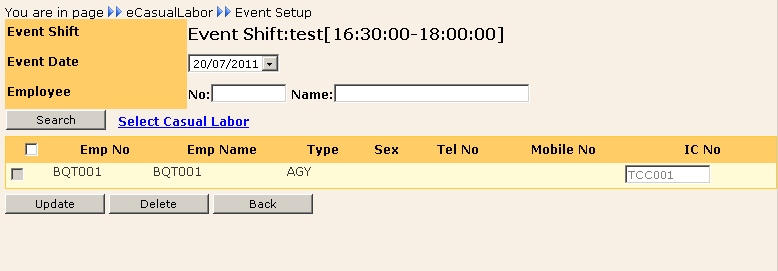 You are in page eCasualLabor Event Setup
Event Shift Event Shift:test[16:30:00-18:00:00]
Event Date 20/07/2011
Employee No: Name:
Search Select Casual Labor
Emp No Emp Name Type Sex Tel No Mobile No IC No
BQT001 BQT001 AGY TCC001
Update Delete Back